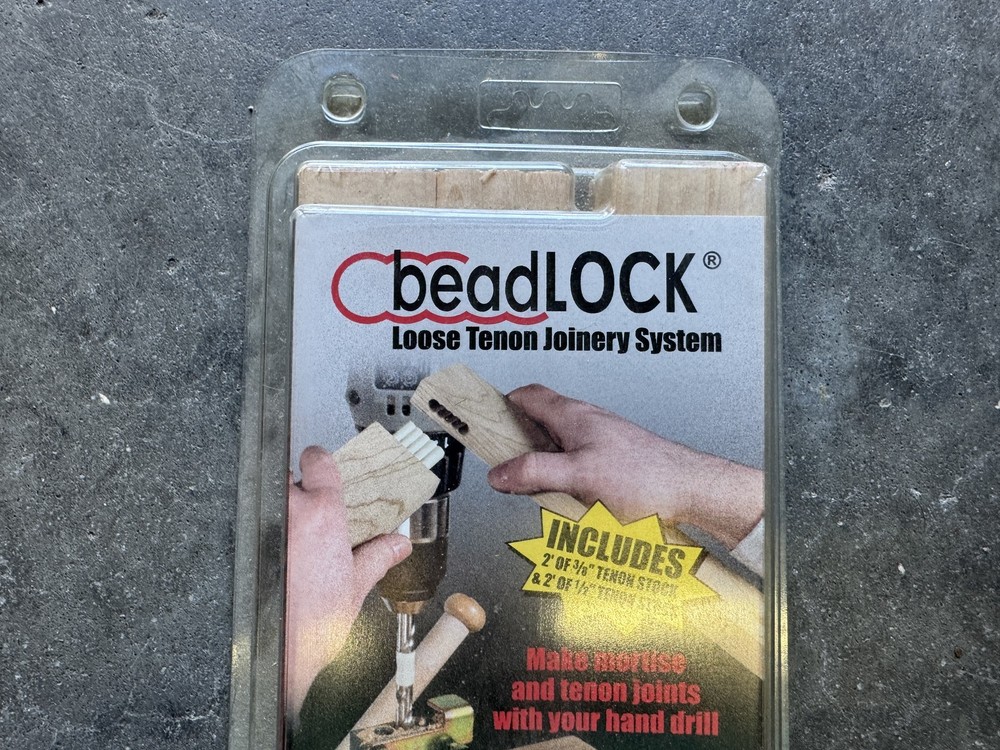 beadLOCK®
Loose Tenon Joinery System
INCLUDES
2' OF 3/8" TENON STOCK
& 2' OF 1/2" TENON STOCK
Make mortise
and tenon joints
with your hand drill